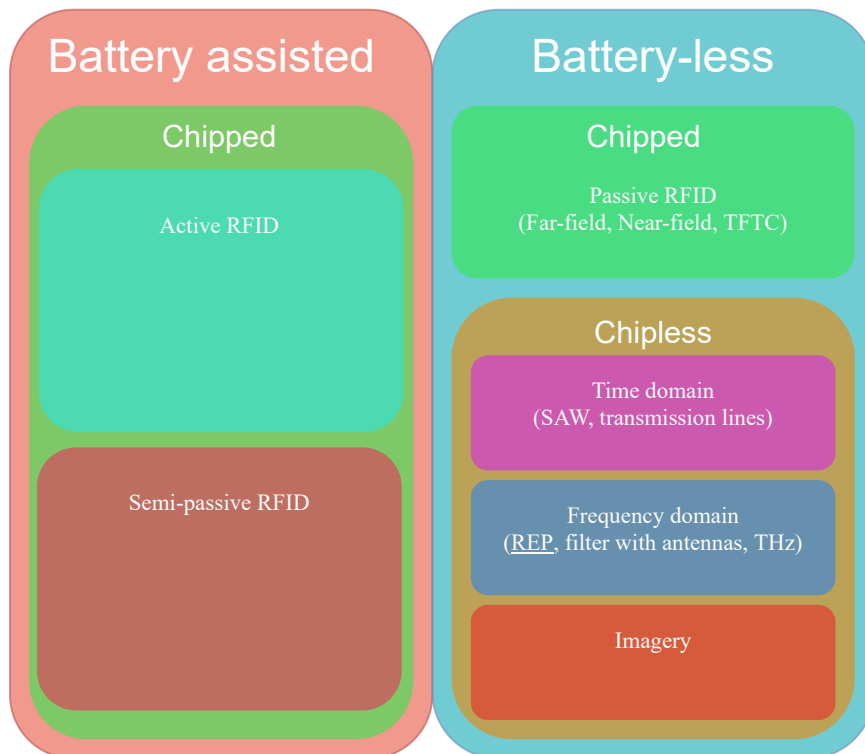 Battery assisted
Chipped
Active RFID
Semi-passive RFID
Battery-less
Chipped
Passive RFID
(Far-field, Near-field, TFTC)
Chipless
Time domain
(SAW, transmission lines)
Frequency domain
(REP, filter with antennas, THz)
Imagery